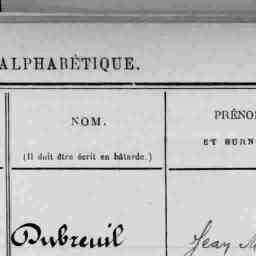 ALPHABÉTIQUE.
NOM.
(Il doit être écrit en bâtarde.)
PRÉNO
ET SURN
Dubreuil
Jean M